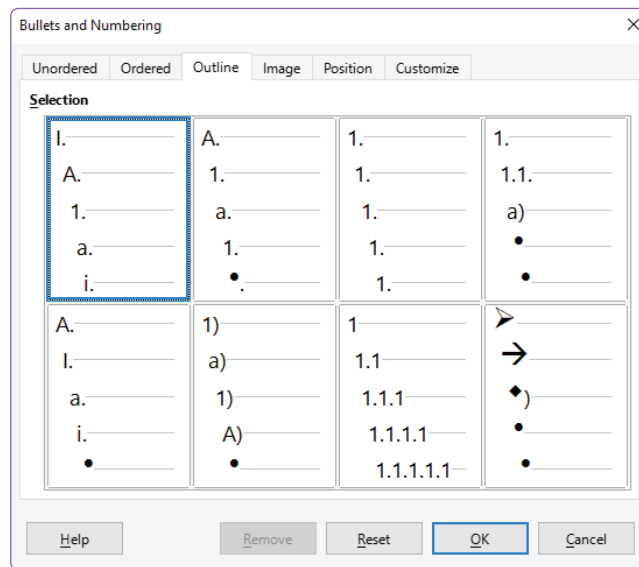 Bullets and Numbering
Unordered Ordered Outline Image Position Customize
Selection
I. A. 1. 1.
A. 1. 1. 1.1.
1. a. 1. a)
a. 1. 1. •
i. •. 1. •
A. 1) 1 ➢
I. a) 1.1 →
a. 1) 1.1.1 ◆)
i. A) 1.1.1.1 •
• • 1.1.1.1.1 •
Help Remove Reset OK Cancel